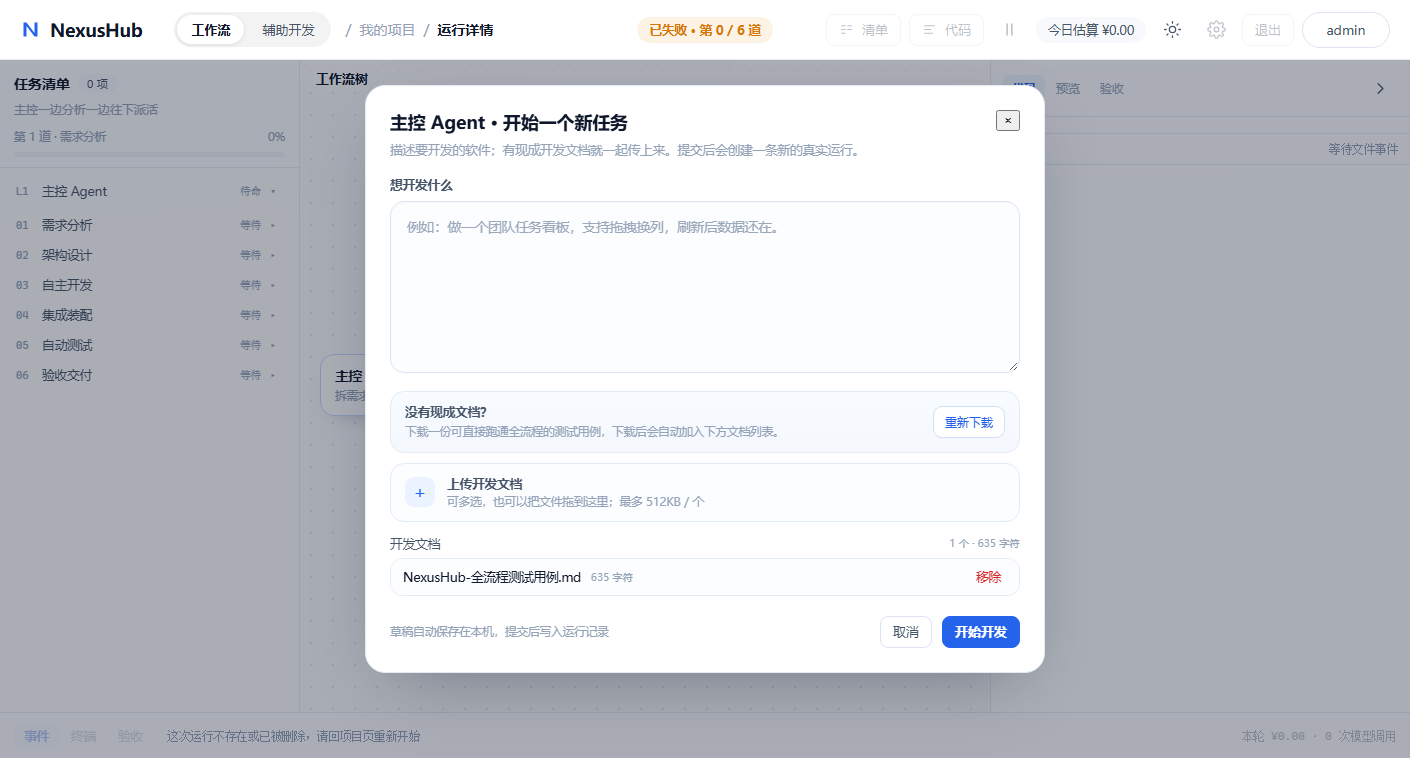 NexusHub
工作流
辅助开发
/ 我的项目 / 运行详情
已失败 • 第 0 / 6 道
清单
代码
今日估算 ¥0.00
退出
admin
任务清单 0 项
主控一边分析一边往下派活
第 1 道 · 需求分析 0%
L1 主控 Agent 待命
01 需求分析 等待
02 架构设计 等待
03 自主开发 等待
04 集成装配 等待
05 自动测试 等待
06 验收交付 等待
工作流树
主控
拆需求
预览
验收
等待文件事件
主控 Agent • 开始一个新任务
×
描述要开发的软件；有现成开发文档就一起传上来。提交后会创建一条新的真实运行。
想开发什么
例如：做一个团队任务看板，支持拖拽换列，刷新后数据还在。
没有现成文档？
下载一份可直接跑通全流程的测试用例，下载后会自动加入下方文档列表。
重新下载
+
上传开发文档
可多选，也可以把文件拖到这里；最多 512KB / 个
开发文档 1 个 · 635 字符
NexusHub-全流程测试用例.md 635 字符 移除
草稿自动保存在本机，提交后写入运行记录
取消
开始开发
事件
终端
验收
这次运行不存在或已被删除，请回项目页重新开始
本轮 ¥0.00 · 0 次模型调用